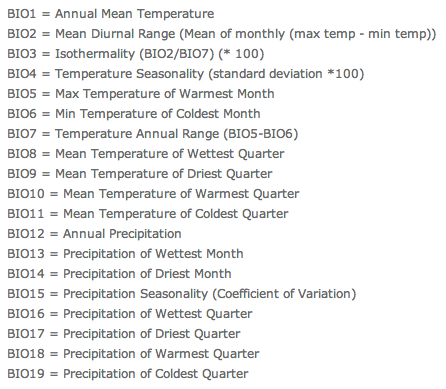 BIO1 = Annual Mean Temperature
BIO2 = Mean Diurnal Range (Mean of monthly (max temp - min temp))
BIO3 = Isothermality (BIO2/BIO7) (* 100)
BIO4 = Temperature Seasonality (standard deviation *100)
BIO5 = Max Temperature of Warmest Month
BIO6 = Min Temperature of Coldest Month
BIO7 = Temperature Annual Range (BIO5-BIO6)
BIO8 = Mean Temperature of Wettest Quarter
BIO9 = Mean Temperature of Driest Quarter
BIO10 = Mean Temperature of Warmest Quarter
BIO11 = Mean Temperature of Coldest Quarter
BIO12 = Annual Precipitation
BIO13 = Precipitation of Wettest Month
BIO14 = Precipitation of Driest Month
BIO15 = Precipitation Seasonality (Coefficient of Variation)
BIO16 = Precipitation of Wettest Quarter
BIO17 = Precipitation of Driest Quarter
BIO18 = Precipitation of Warmest Quarter
BIO19 = Precipitation of Coldest Quarter